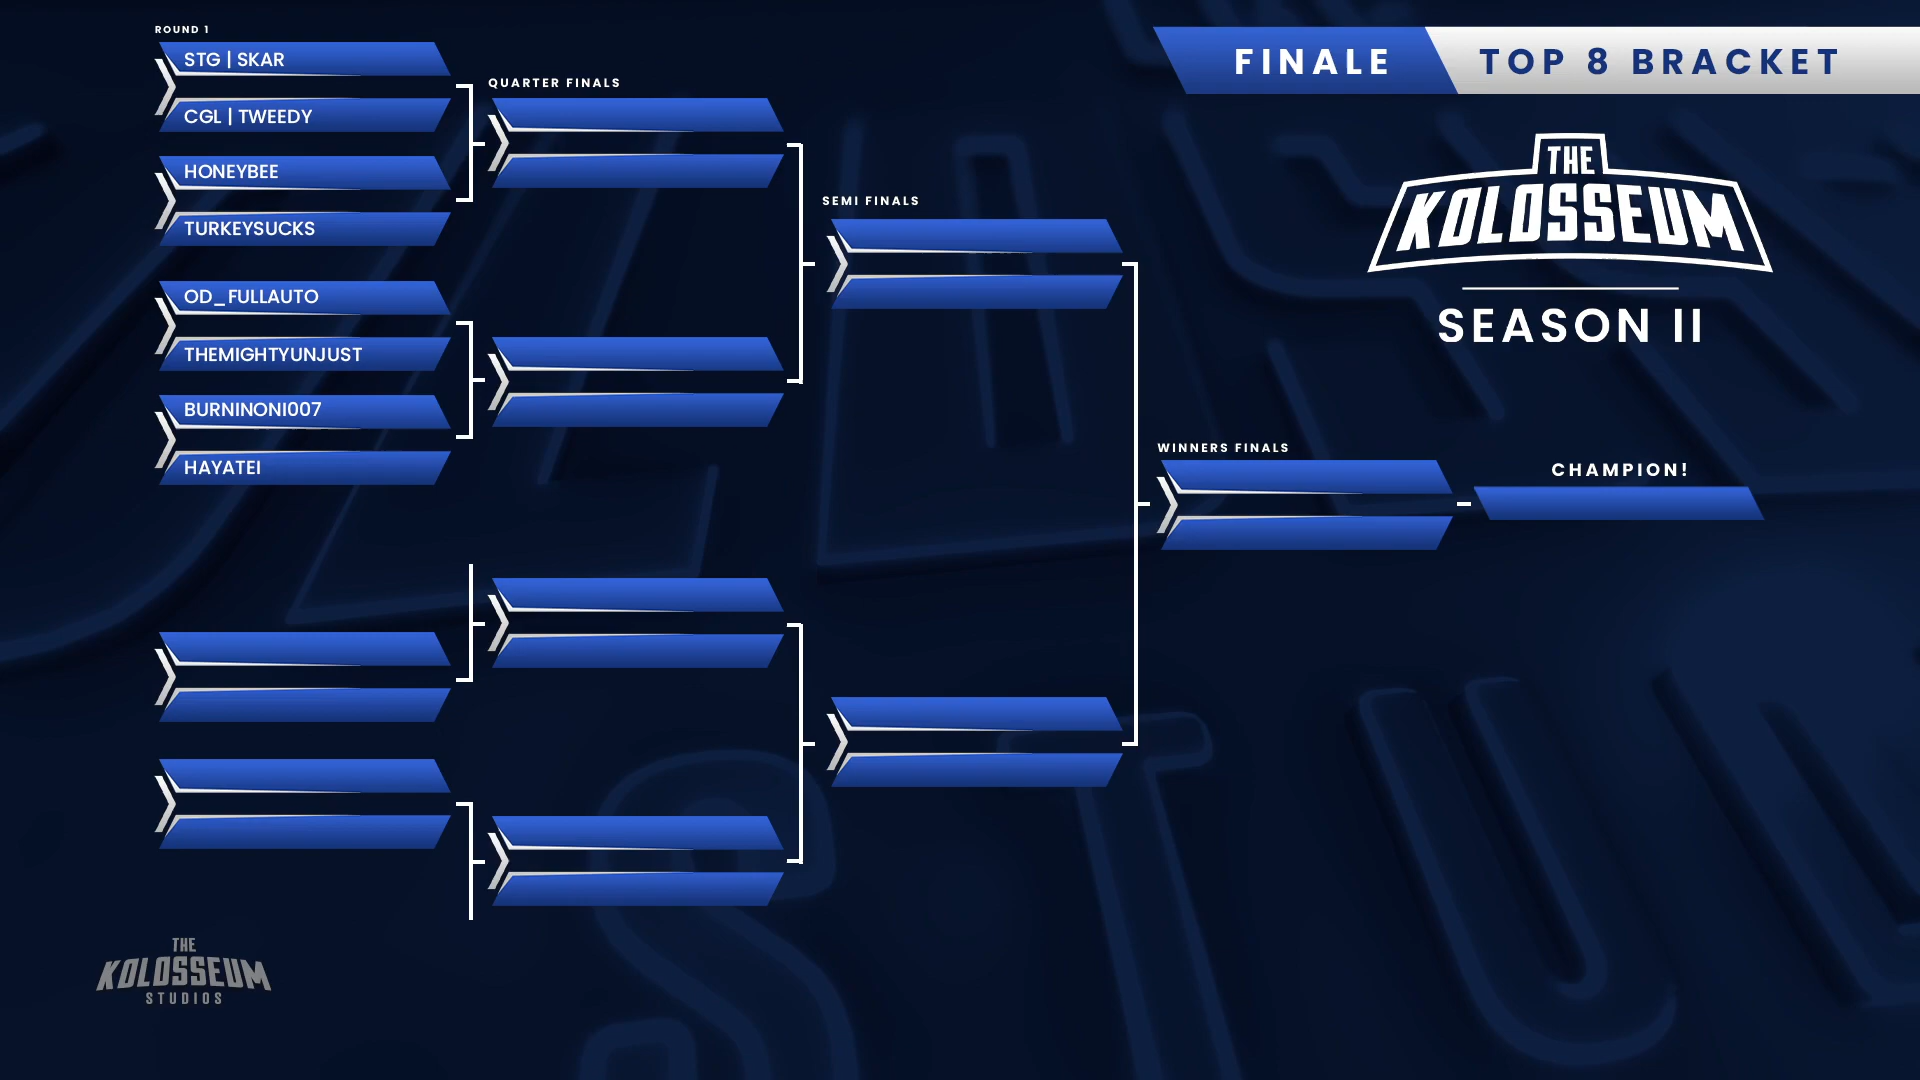 ROUND 1
STG | SKAR
CGL | TWEEDY
HONEYBEE
TURKEYSUCKS
OD_FULLAUTO
THEMIGHTYUNJUST
BURNINONI007
HAYATEI
QUARTER FINALS
SEMI FINALS
WINNERS FINALS
CHAMPION!
FINALE
TOP 8 BRACKET
THE
KOLOSSEUM
SEASON II
THE
KOLOSSEUM
STUDIOS